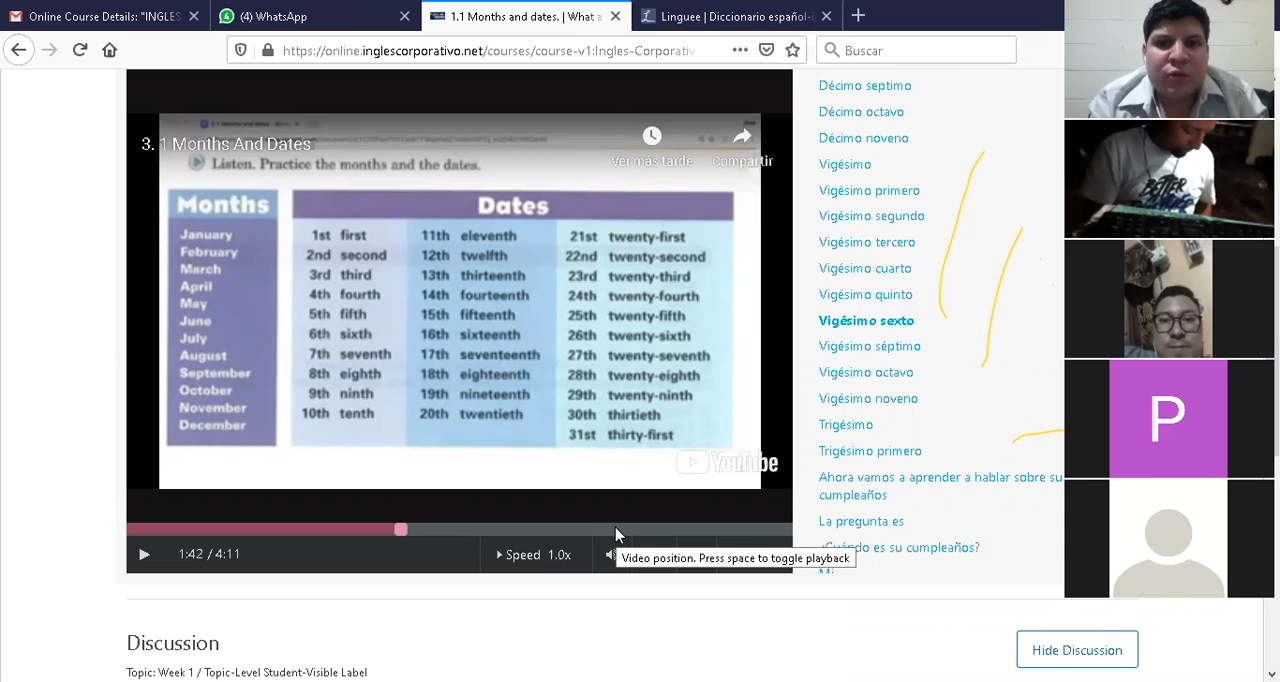 Online Course Details: "INGLES
(4) WhatsApp
1.1 Months and dates. | What a
Linguee | Diccionario español-i
https://online.inglescorporativo.net/courses/course-v1:Ingles-Corporativ
Buscar
3. 1 Months And Dates
Ver más tarde
Compartir
Listen. Practice the months and the dates.
Months
January
February
March
April
May
June
July
August
September
October
November
December
Dates
1st first
2nd second
3rd third
4th fourth
5th fifth
6th sixth
7th seventh
8th eighth
9th ninth
10th tenth
11th eleventh
12th twelfth
13th thirteenth
14th fourteenth
15th fifteenth
16th sixteenth
17th seventeenth
18th eighteenth
19th nineteenth
20th twentieth
21st twenty-first
22nd twenty-second
23rd twenty-third
24th twenty-fourth
25th twenty-fifth
26th twenty-sixth
27th twenty-seventh
28th twenty-eighth
29th twenty-ninth
30th thirtieth
31st thirty-first
YouTube
1:42 / 4:11
Speed 1.0x
Video position. Press space to toggle playback
Décimo septimo
Décimo octavo
Décimo noveno
Vigésimo
Vigésimo primero
Vigésimo segundo
Vigésimo tercero
Vigésimo cuarto
Vigésimo quinto
Vigésimo sexto
Vigésimo séptimo
Vigésimo octavo
Vigésimo noveno
Trigésimo
Trigésimo primero
Ahora vamos a aprender a hablar sobre su
cumpleaños
La pregunta es
¿Cuándo es su cumpleaños?
BETTER
P
Discussion
Hide Discussion
Topic: Week 1 / Topic-Level Student-Visible Label